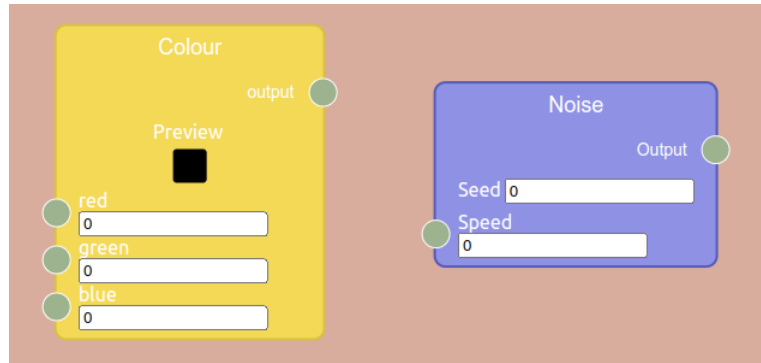 Colour
output
Preview
red
0
green
0
blue
0
Noise
Output
Seed 0
Speed
0